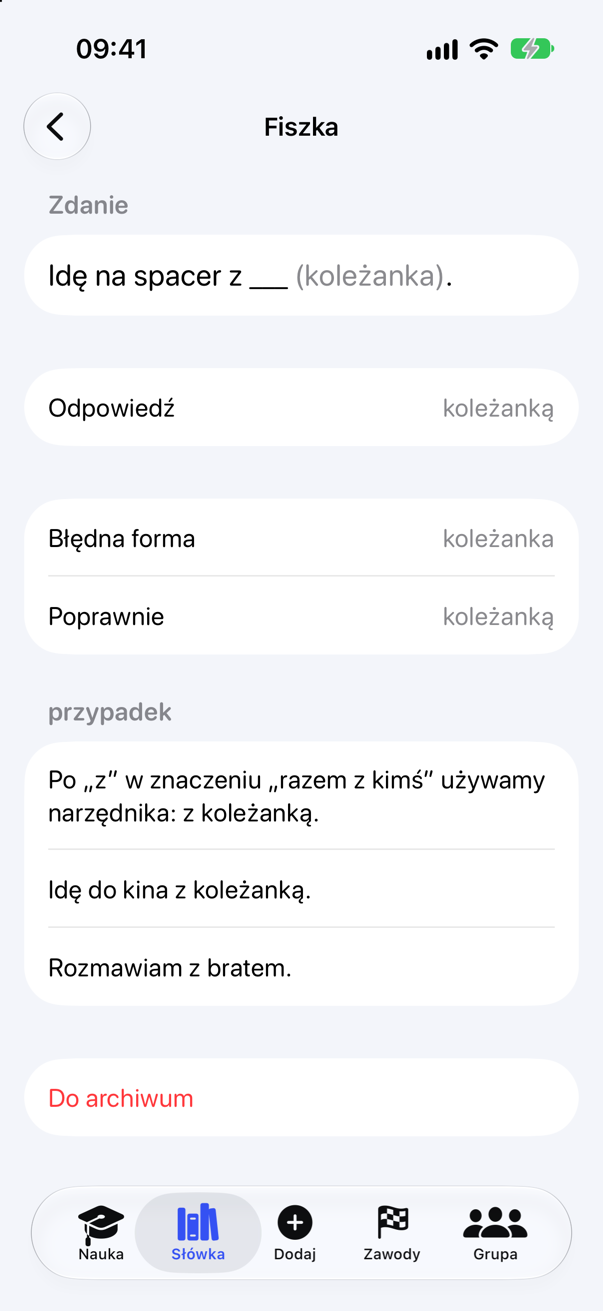 09:41
Fiszka
Zdanie
Idę na spacer z ___ (koleżanka).
Odpowiedź koleżanką
Błędna forma koleżanka
Poprawnie koleżanką
przypadek
Po „z” w znaczeniu „razem z kimś” używamy
narzędnika: z koleżanką.
Idę do kina z koleżanką.
Rozmawiam z bratem.
Do archiwum
Nauka Słówka Dodaj Zawody Grupa